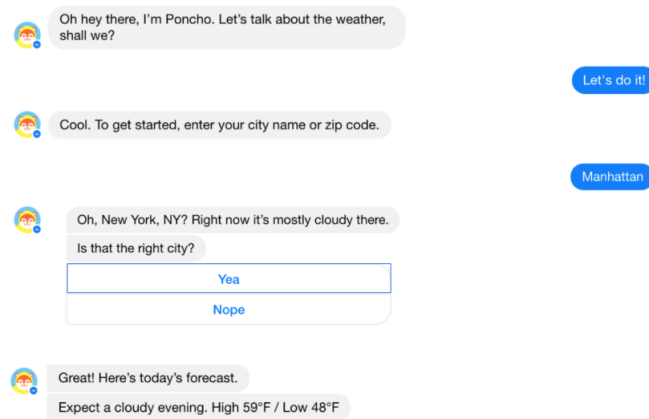 Oh hey there, I'm Poncho. Let's talk about the weather,
shall we?
Let's do it!
Cool. To get started, enter your city name or zip code.
Manhattan
Oh, New York, NY? Right now it's mostly cloudy there.
Is that the right city?
Yea
Nope
Great! Here's today's forecast.
Expect a cloudy evening. High 59°F / Low 48°F